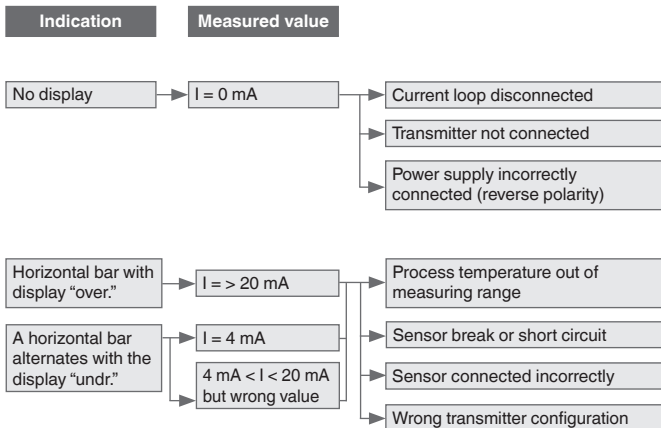 Indication
Measured value
No display
I = 0 mA
Current loop disconnected
Transmitter not connected
Power supply incorrectly
connected (reverse polarity)
Horizontal bar with
display “over.”
I = > 20 mA
Process temperature out of
measuring range
A horizontal bar
alternates with the
display “undr.”
I = 4 mA
4 mA < I < 20 mA
but wrong value
Sensor break or short circuit
Sensor connected incorrectly
Wrong transmitter configuration